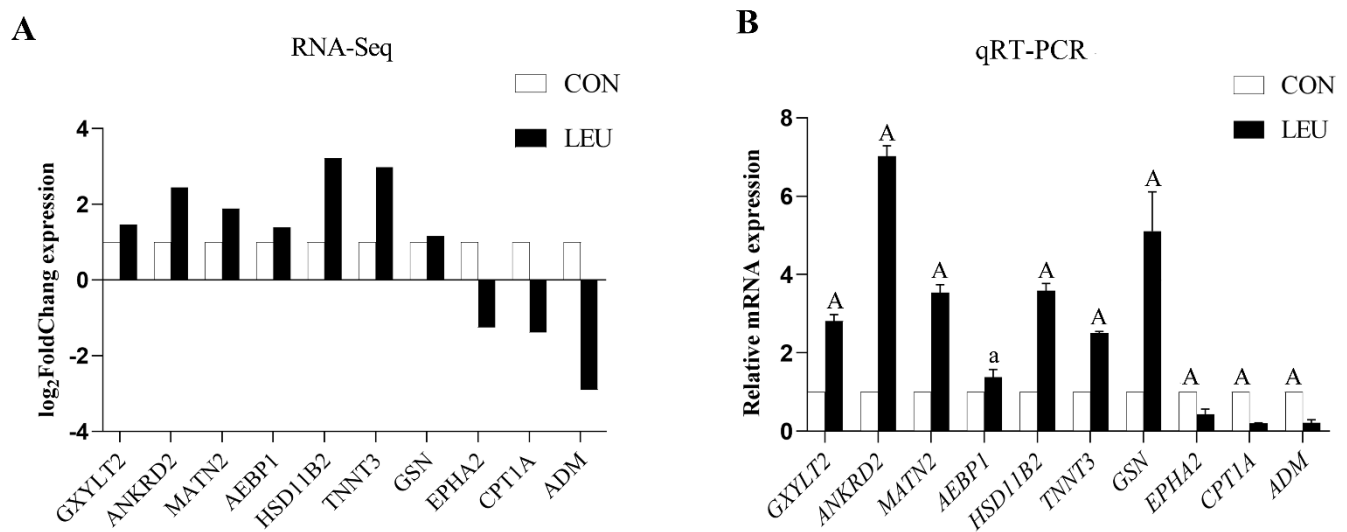 A
RNA-Seq
CON
LEU
log2FoldChang expression
4
2
0
-2
-4
GXYLT2
ANKRD2
MATN2
AEBP1
HSD11B2
TNNT3
GSN
EPHA2
CPT1A
ADM
B
qRT-PCR
CON
LEU
Relative mRNA expression
8
6
4
2
0
A
A
A
a
A
A
A
A
A
A
GXYLT2
ANKRD2
MATN2
AEBP1
HSD11B2
TNNT3
GSN
EPHA2
CPT1A
ADM